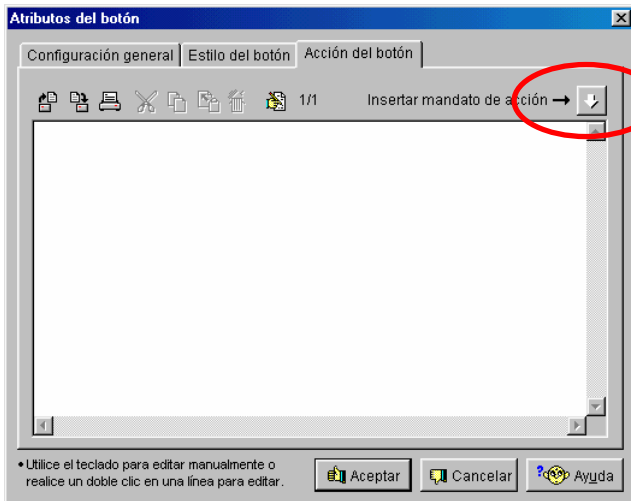 Atributos del botón
Configuración general Estilo del botón Acción del botón
1/1 Insertar mandato de acción
• Utilice el teclado para editar manualmente o
realice un doble clic en una línea para editar.
Aceptar Cancelar Ayuda